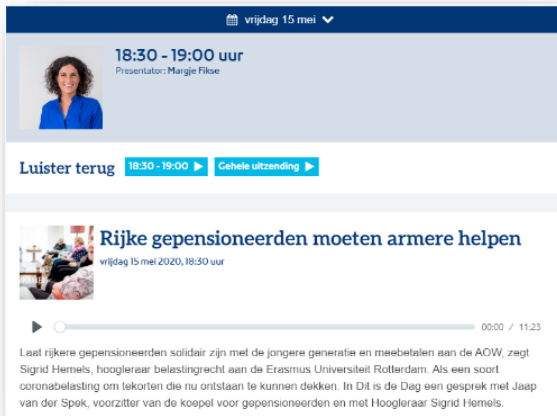 vrijdag 15 mei
18:30 - 19:00 uur
Presentator: Margje Fikse
Luister terug 18:30 - 19:00 Gehele uitzending
Rijke gepensioneerden moeten armere helpen
vrijdag 15 mei 2020, 18:30 uur
00:00 / 11:23
Laat rijkere gepensioneerden solidair zijn met de jongere generatie en meebetalen aan de AOW, zegt
Sigrid Hemels, hoogleraar belastingrecht aan de Erasmus Universiteit Rotterdam. Als een soort
coronabelasting om tekorten die nu ontstaan te kunnen dekken. In Dit is de Dag een gesprek met Jaap
van der Spek, voorzitter van de koepel voor gepensioneerden en met Hoogleraar Sigrid Hemels.